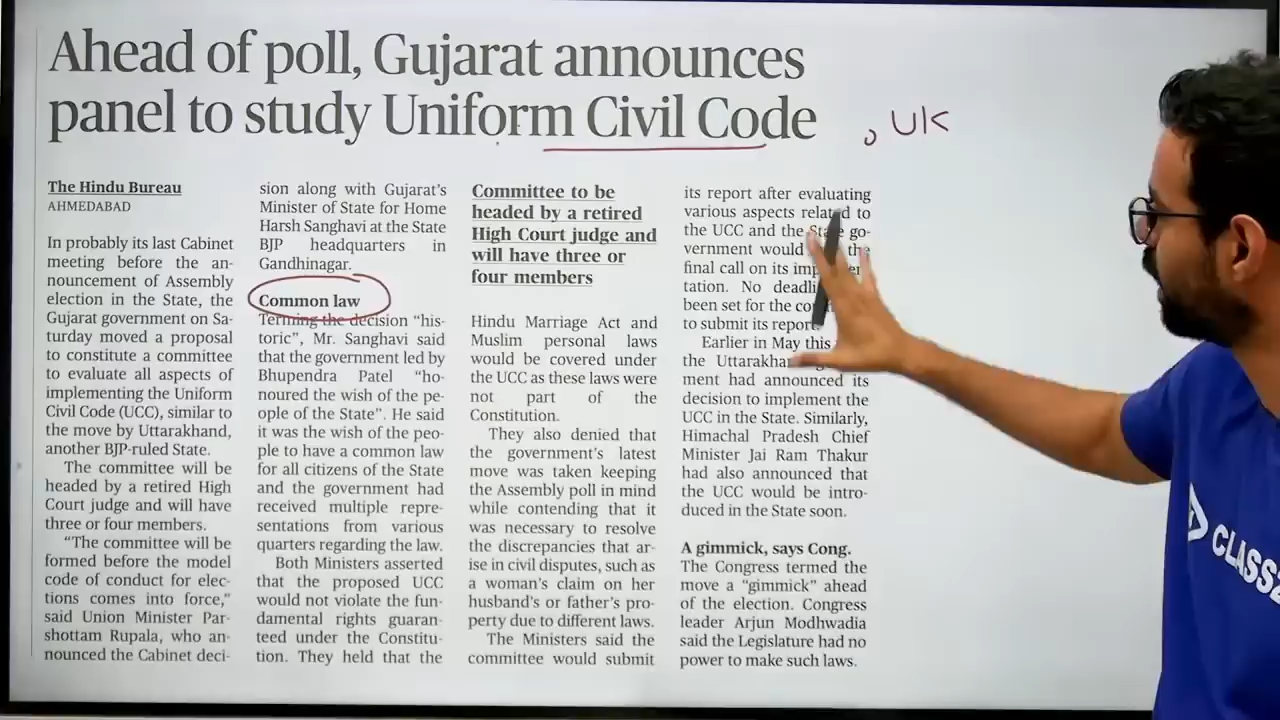 Ahead of poll, Gujarat announces
panel to study Uniform Civil Code
, UK
The Hindu Bureau
AHMEDABAD
In probably its last Cabinet
meeting before the an-
nouncement of Assembly
election in the State, the
Gujarat government on Sa-
turday moved a proposal
to constitute a committee
to evaluate all aspects of
implementing the Uniform
Civil Code (UCC), similar to
the move by Uttarakhand,
another BJP-ruled State.
The committee will be
headed by a retired High
Court judge and will have
three or four members.
“The committee will be
formed before the model
code of conduct for elec-
tions comes into force,”
said Union Minister Par-
shottam Rupala, who an-
nounced the Cabinet deci-
sion along with Gujarat’s
Minister of State for Home
Harsh Sanghavi at the State
BJP headquarters in
Gandhinagar.
Common law
Terming the decision “his-
toric”, Mr. Sanghavi said
that the government led by
Bhupendra Patel “ho-
noured the wish of the pe-
ople of the State”. He said
it was the wish of the peo-
ple to have a common law
for all citizens of the State
and the government had
received multiple repre-
sentations from various
quarters regarding the law.
Both Ministers asserted
that the proposed UCC
would not violate the fun-
damental rights guaran-
teed under the Constitu-
tion. They held that the
Committee to be
headed by a retired
High Court judge and
will have three or
four members
Hindu Marriage Act and
Muslim personal laws
would be covered under
the UCC as these laws were
not part of the
Constitution.
They also denied that
the government’s latest
move was taken keeping
the Assembly poll in mind
while contending that it
was necessary to resolve
the discrepancies that ar-
ise in civil disputes, such as
a woman’s claim on her
husband’s or father’s pro-
perty due to different laws.
The Ministers said the
committee would submit
its report after evaluating
various aspects related to
the UCC and the State go-
vernment would the
final call on its
tation. No
been set for the
to submit its report.
Earlier in May this
the
ment had announced its
decision to implement the
UCC in the State. Similarly,
Himachal Pradesh Chief
Minister Jai Ram Thakur
had also announced that
the UCC would be intro-
duced in the State soon.
A gimmick, says Cong.
The Congress termed the
move a “gimmick” ahead
of the election. Congress
leader Arjun Modhwadia
said the Legislature had no
power to make such laws.